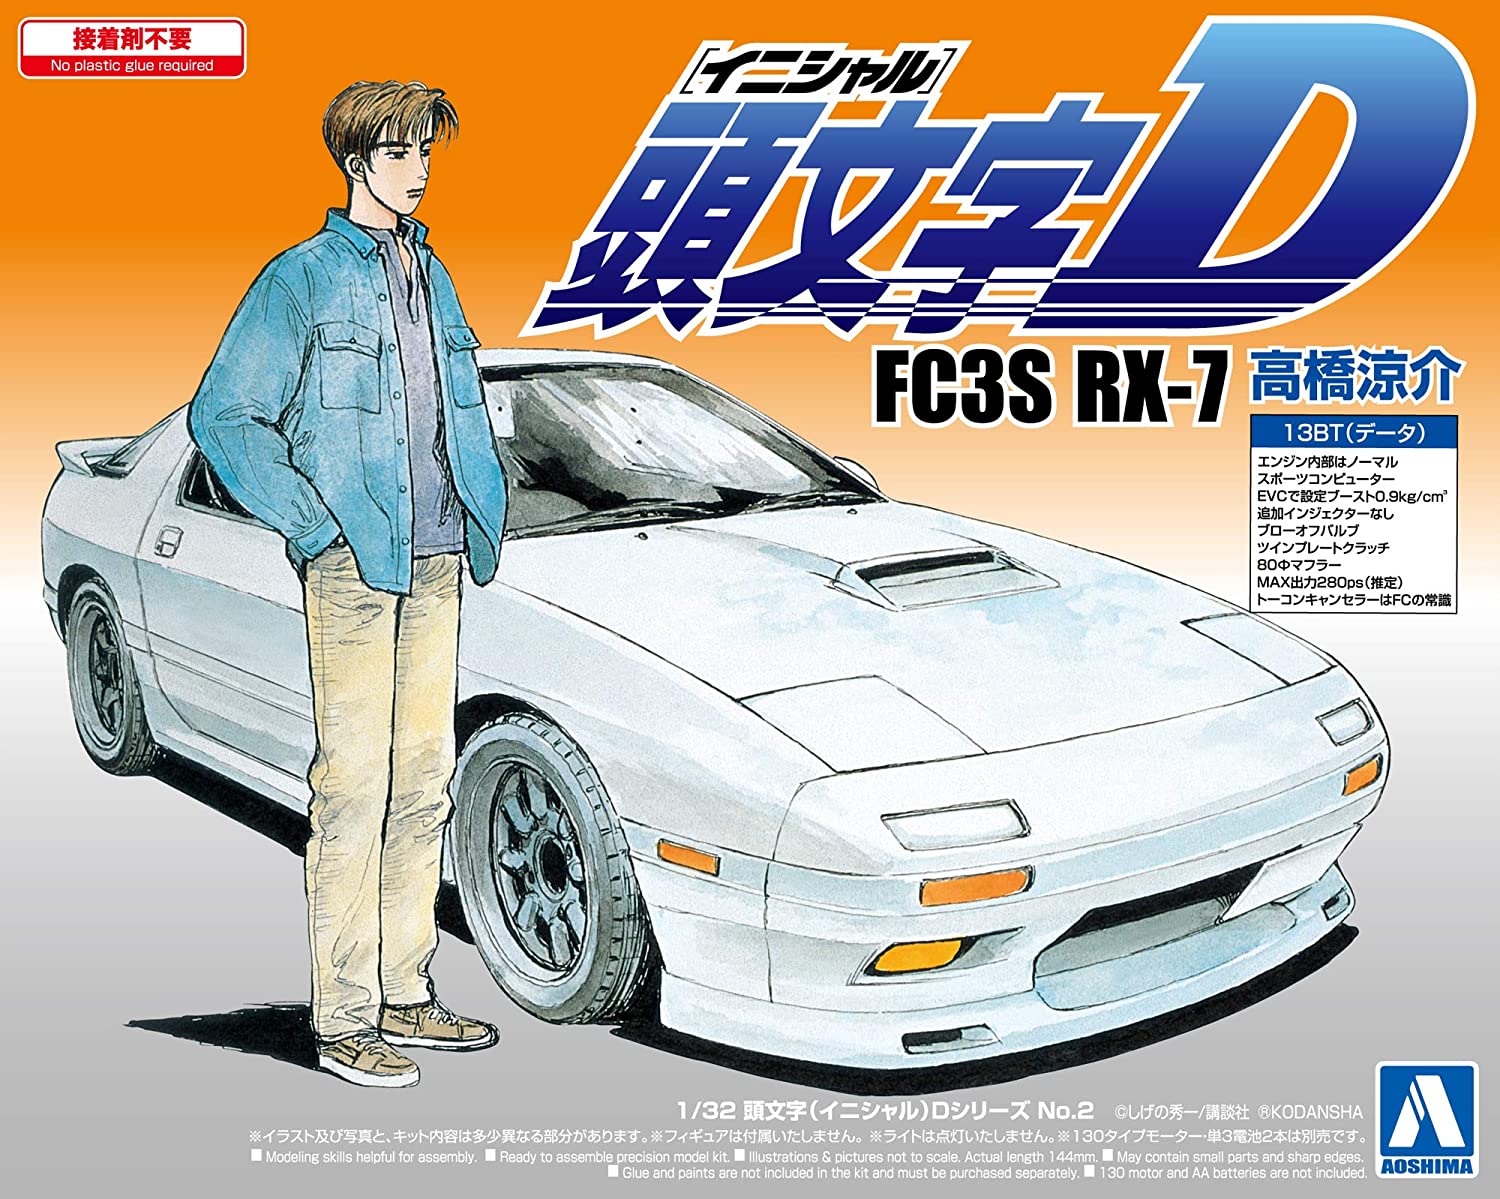 接着剤不要
No plastic glue required
[イニシャル]
頭文字D
FC3S RX-7 高橋涼介
13BT(データ)
エンジン内部はノーマル
スポーツコンピューター
EVCで設定ブースト0.9kg/cm³
追加インジェクターなし
ブローオフバルブ
ツインプレートクラッチ
80Φマフラー
MAX出力280ps(推定)
トーコンキャンセラーはFCの常識
1/32 頭文字(イニシャル)Dシリーズ No.2 ©しげの秀一/講談社 ®KODANSHA
※イラスト及び写真と、キット内容は多少異なる部分があります。※フィギュアは付属いたしません。※ライトは点灯いたしません。※130タイプモーター・単3電池2本は別売です。
■ Modeling skills helpful for assembly. ■ Ready to assemble precision model kit. ■ Illustrations & pictures not to scale. Actual length 144mm. ■ May contain small parts and sharp edges.
■ Glue and paints are not included in the kit and must be purchased separately. ■ 130 motor and AA batteries are not included.
AOSHIMA